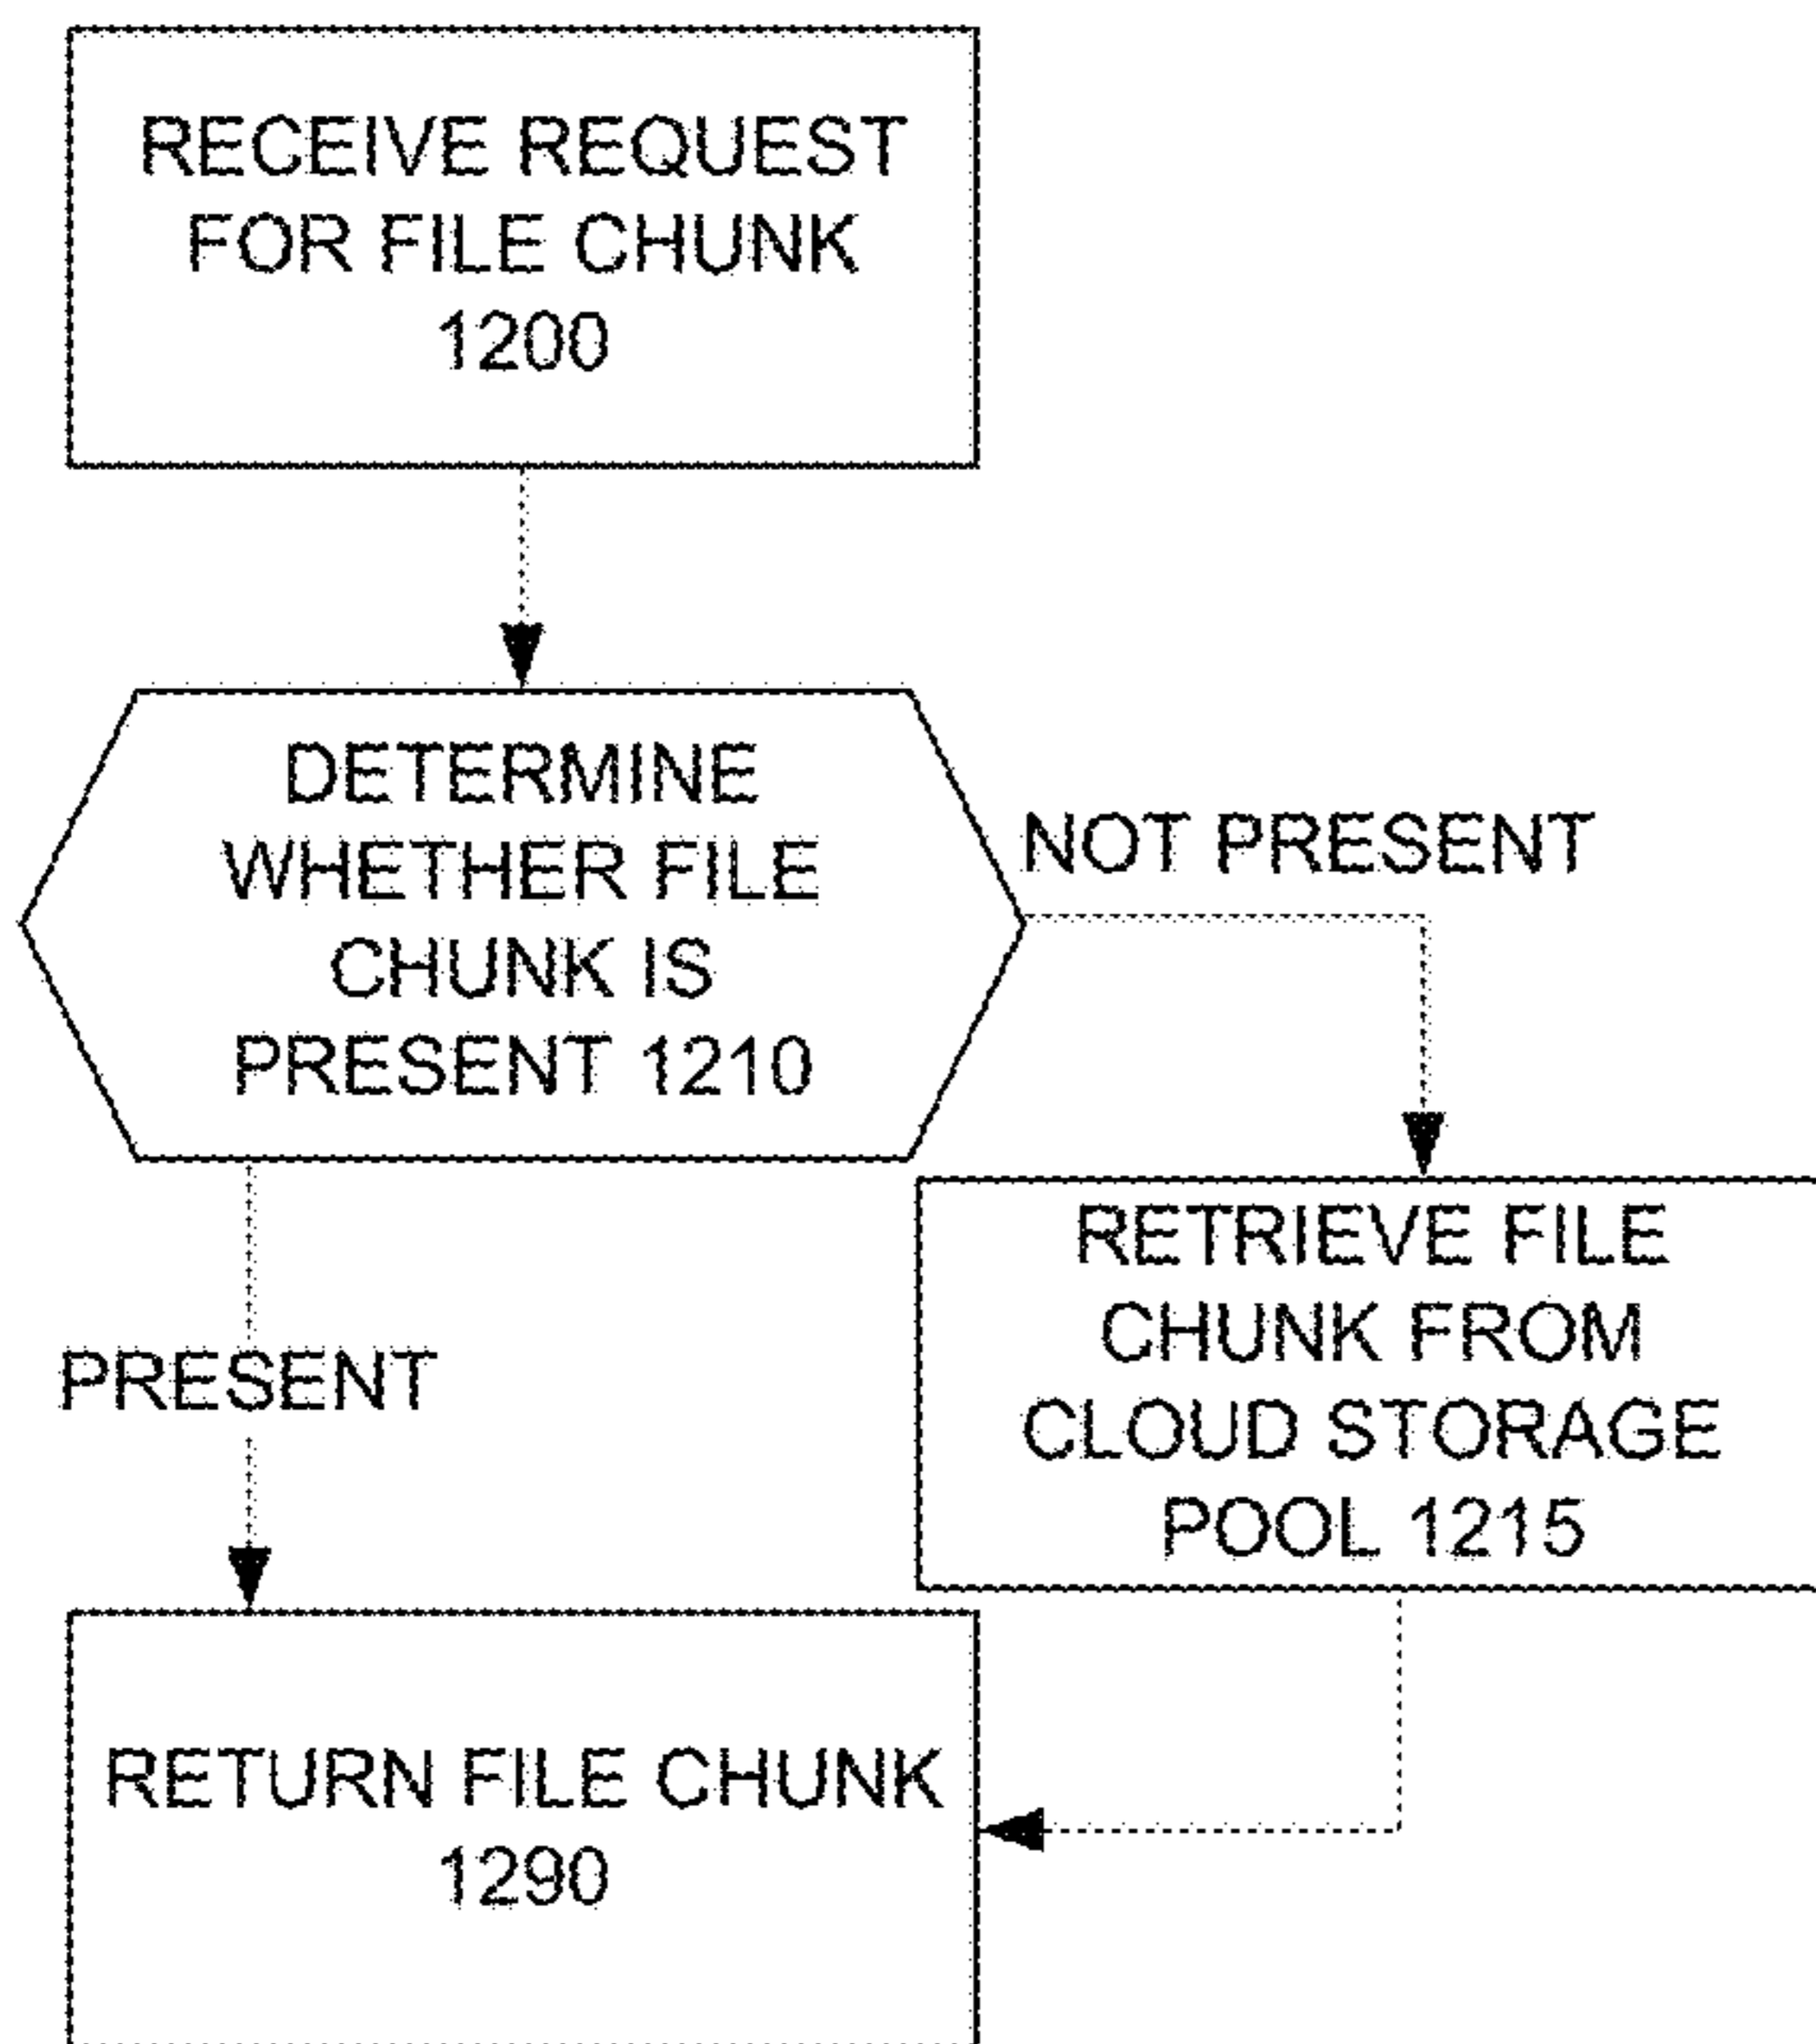 RECEIVE REQUEST
FOR FILE CHUNK
1200
DETERMINE
WHETHER FILE
CHUNK IS
PRESENT 1210
NOT PRESENT
RETRIEVE FILE
CHUNK FROM
CLOUD STORAGE
POOL 1215
PRESENT
RETURN FILE CHUNK
1290